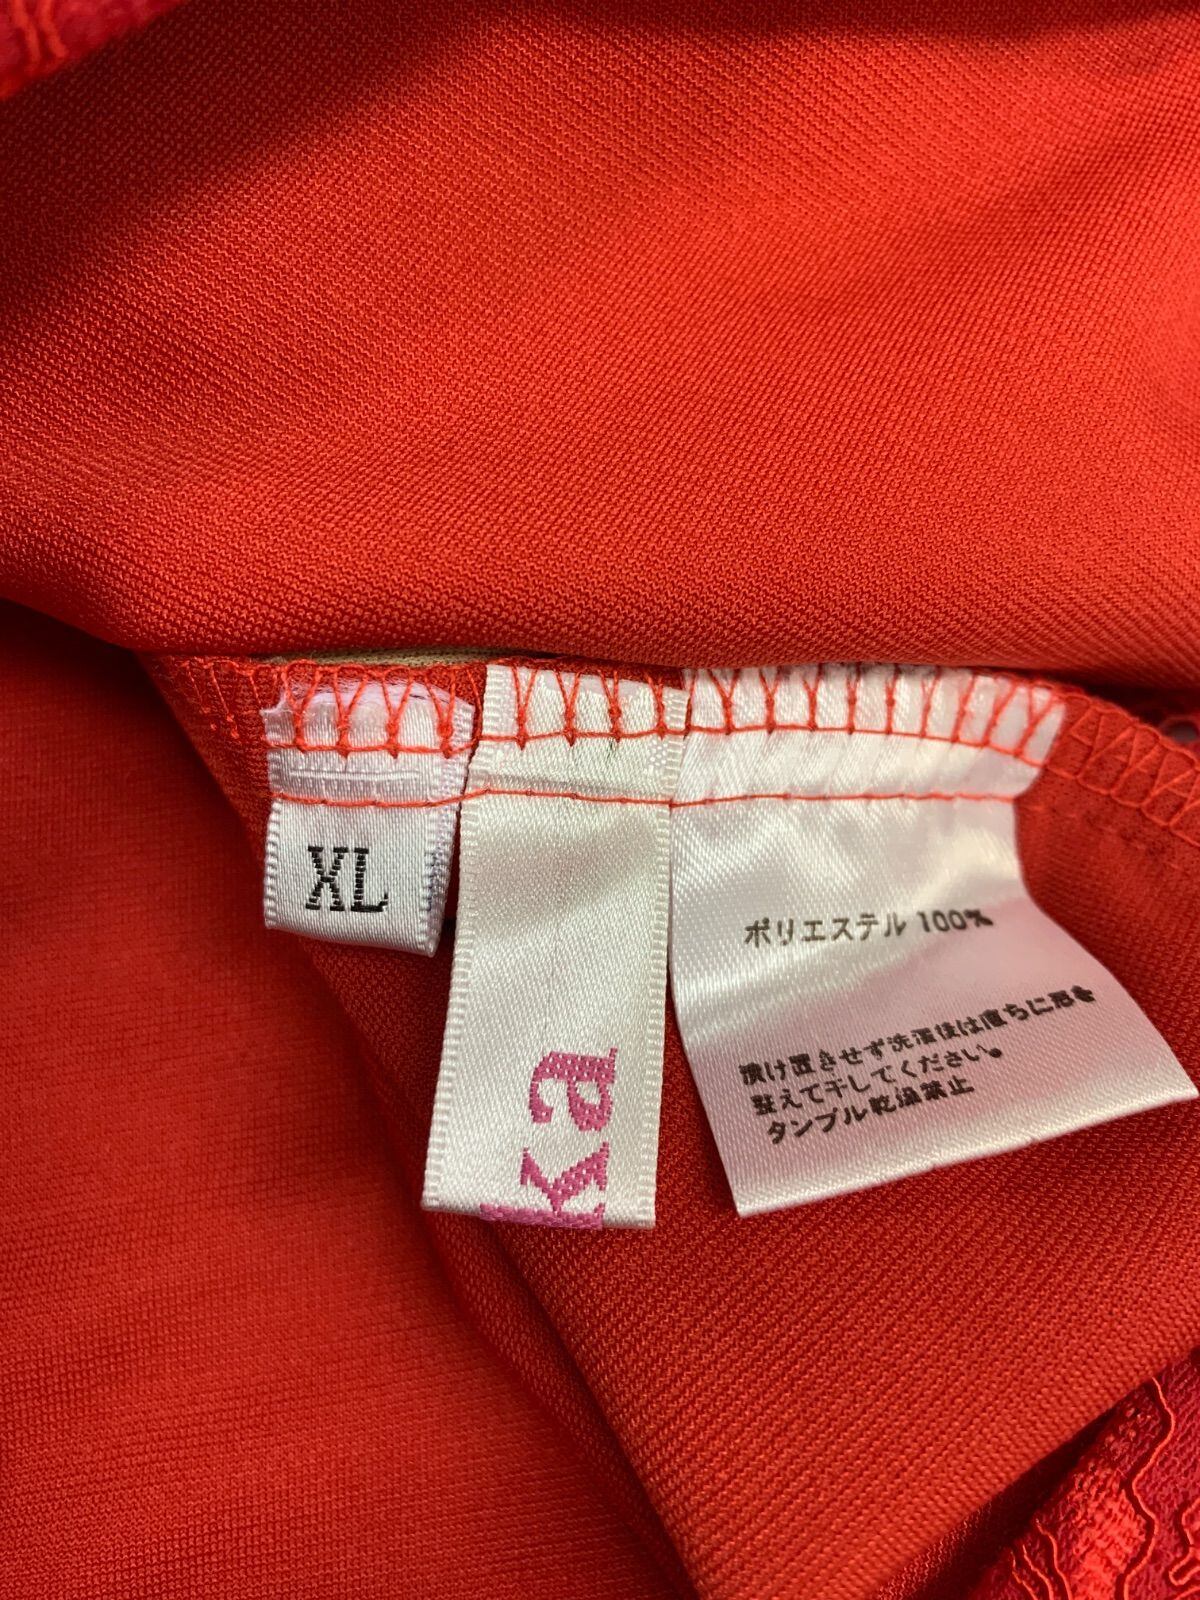 XL
ka
ポリエステル 100%
漬け置きせず洗濯後は直ちに形を
整えて干してください。
タンブル乾燥禁止